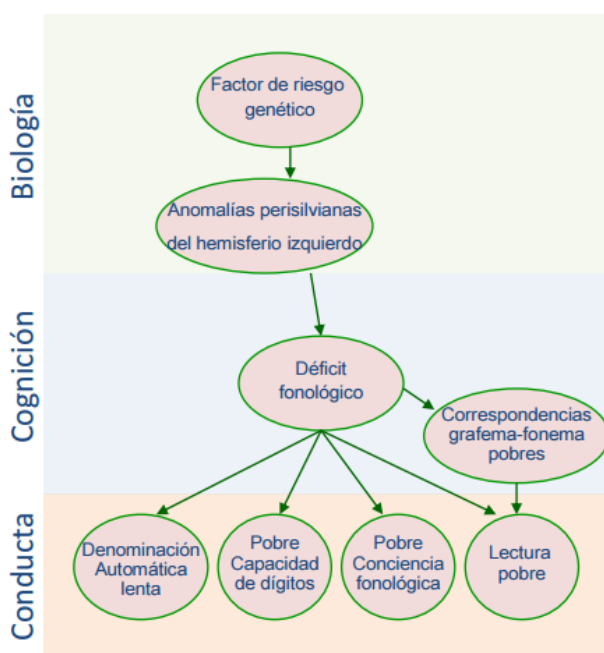 Biología
Factor de riesgo
genético
Anomalías perisilvianas
del hemisferio izquierdo
Cognición
Déficit
fonológico
Correspondencias
grafema-fonema
pobres
Conducta
Denominación
Automática
lenta
Pobre
Capacidad
de dígitos
Pobre
Conciencia
fonológica
Lectura
pobre